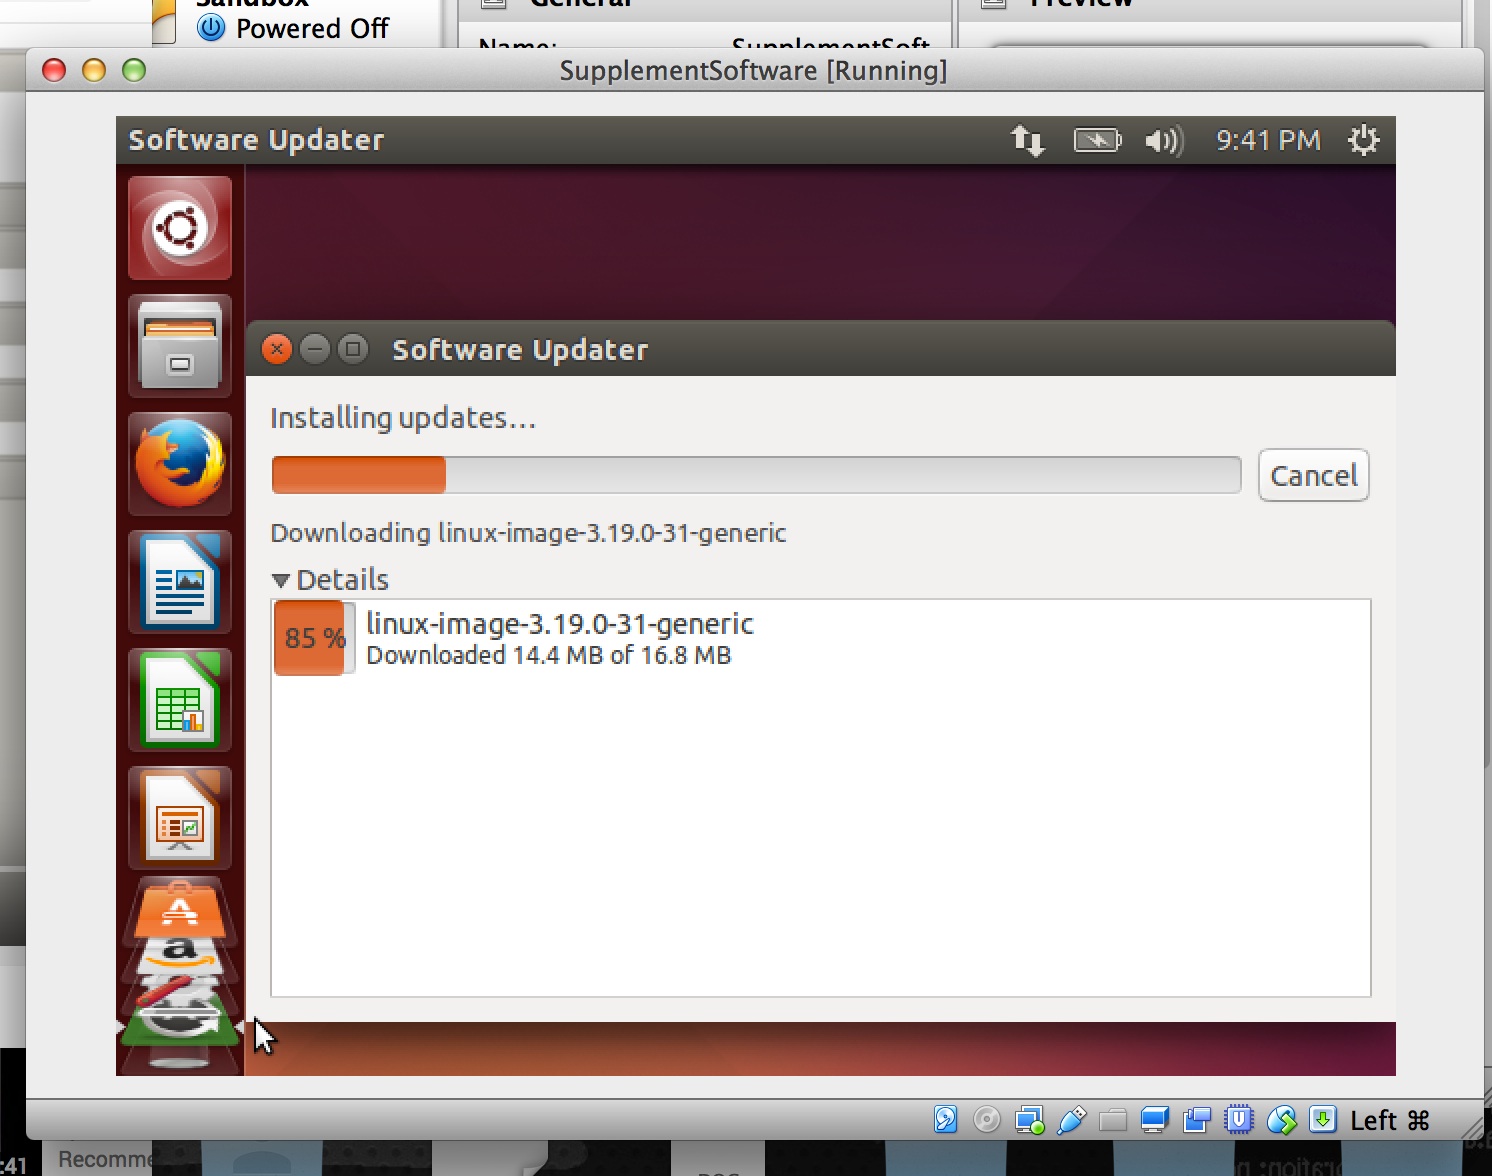 Sandbox
General
Preview
Powered Off
Name:
SupplementSoft
SupplementSoftware [Running]
Software Updater
9:41 PM
Software Updater
Installing updates...
Cancel
Downloading linux-image-3.19.0-31-generic
Details
85 %
linux-image-3.19.0-31-generic
Downloaded 14.4 MB of 16.8 MB
a
Left ⌘
:41
Recomme